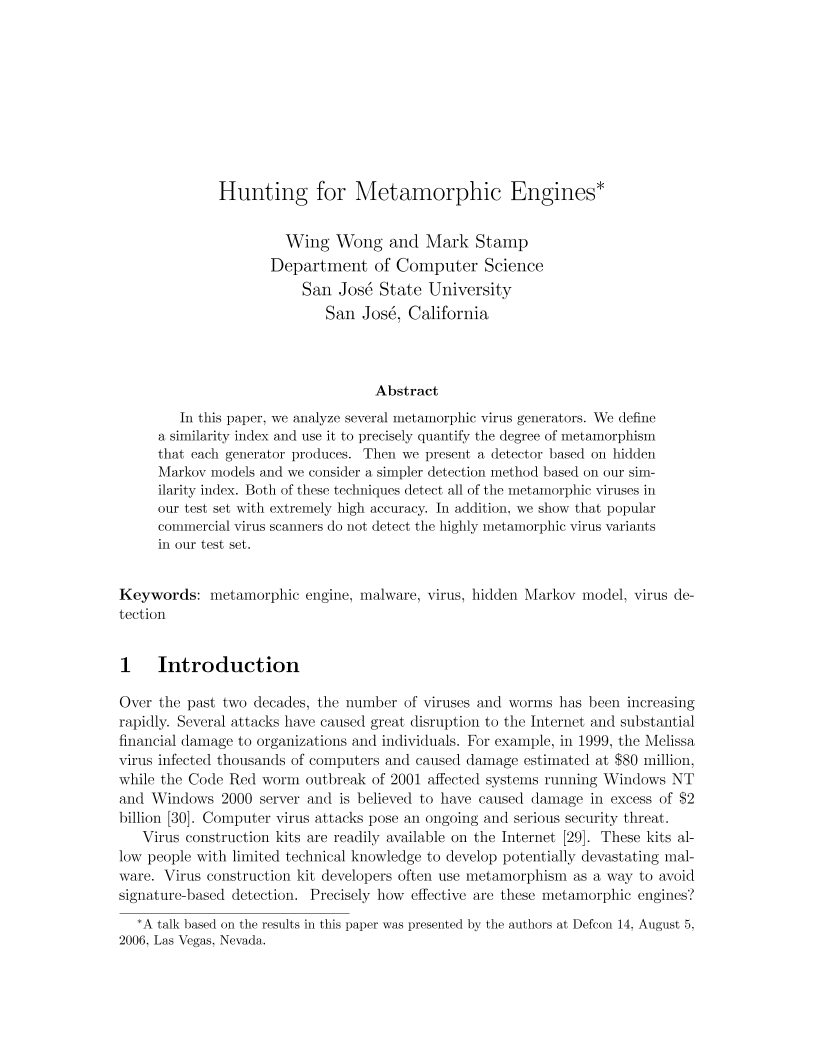 Hunting for Metamorphic Engines*
Wing Wong and Mark Stamp
Department of Computer Science
San José State University
San José, California
Abstract
In this paper, we analyze several metamorphic virus generators. We define
a similarity index and use it to precisely quantify the degree of metamorphism
that each generator produces. Then we present a detector based on hidden
Markov models and we consider a simpler detection method based on our sim-
ilarity index. Both of these techniques detect all of the metamorphic viruses in
our test set with extremely high accuracy. In addition, we show that popular
commercial virus scanners do not detect the highly metamorphic virus variants
in our test set.
Keywords: metamorphic engine, malware, virus, hidden Markov model, virus de-
tection
1 Introduction
Over the past two decades, the number of viruses and worms has been increasing
rapidly. Several attacks have caused great disruption to the Internet and substantial
financial damage to organizations and individuals. For example, in 1999, the Melissa
virus infected thousands of computers and caused damage estimated at $80 million,
while the Code Red worm outbreak of 2001 affected systems running Windows NT
and Windows 2000 server and is believed to have caused damage in excess of $2
billion [30]. Computer virus attacks pose an ongoing and serious security threat.
Virus construction kits are readily available on the Internet [29]. These kits al-
low people with limited technical knowledge to develop potentially devastating mal-
ware. Virus construction kit developers often use metamorphism as a way to avoid
signature-based detection. Precisely how effective are these metamorphic engines?
*A talk based on the results in this paper was presented by the authors at Defcon 14, August 5,
2006, Las Vegas, Nevada.